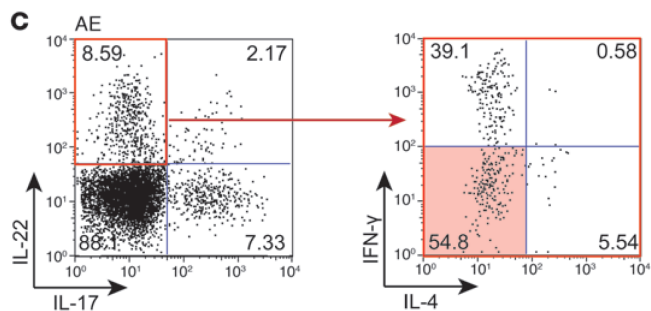 C
AE
8.59 2.17
88.1 7.33
10⁴
10³
10²
10¹
10⁰
10⁰ 10¹ 10² 10³ 10⁴
IL-22
IL-17
39.1 0.58
54.8 5.54
10⁴
10³
10²
10¹
10⁰
10⁰ 10¹ 10² 10³ 10⁴
IFN-γ
IL-4